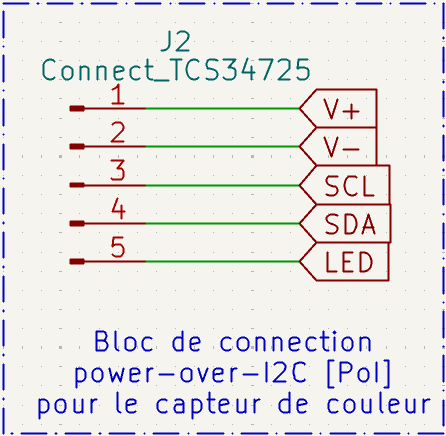 J2
Connect_TCS34725
1 V+
2 V-
3 SCL
4 SDA
5 LED
Bloc de connection
power-over-I2C [PoI]
pour le capteur de couleur